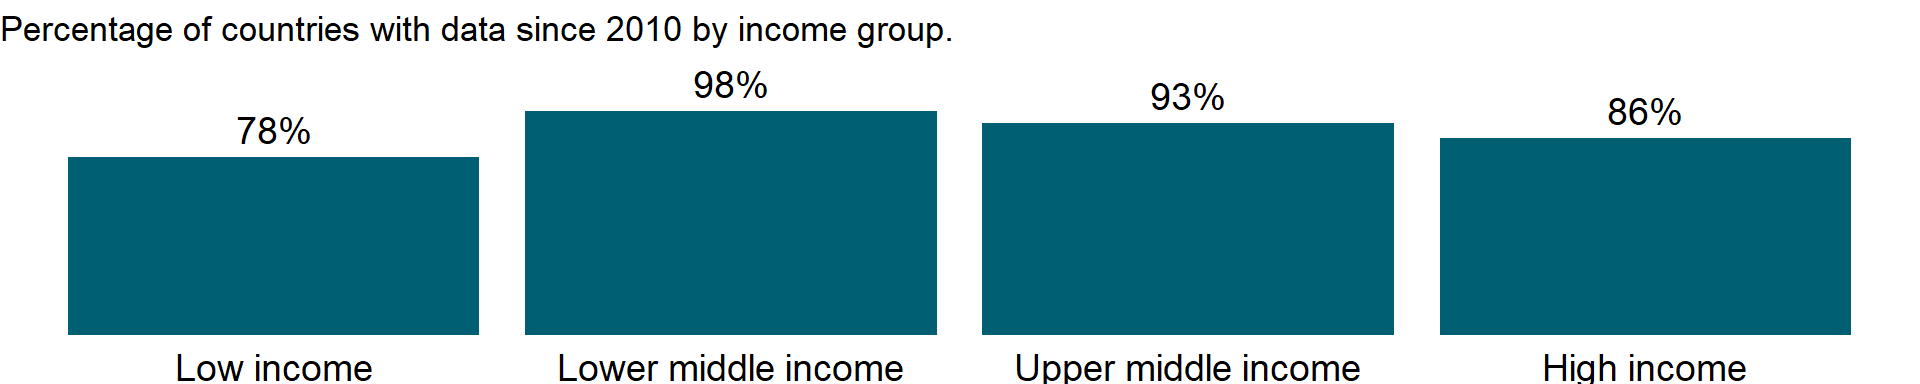 Percentage of countries with data since 2010 by income group.
78%
98%
93%
86%
Low income
Lower middle income
Upper middle income
High income